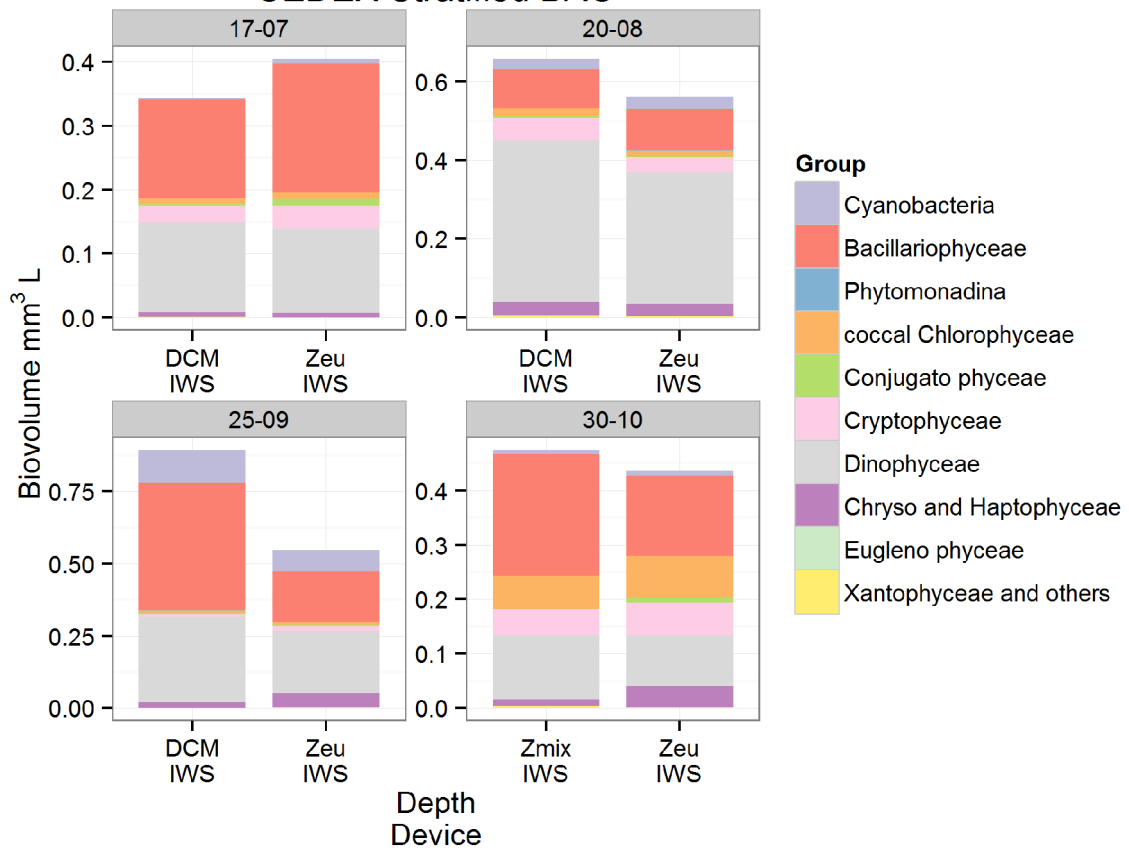 17-07
20-08
0.4
0.3
0.2
0.1
0.0
0.6
0.4
0.2
0.0
DCM
IWS
Zeu
IWS
DCM
IWS
Zeu
IWS
25-09
30-10
0.75
0.50
0.25
0.00
0.4
0.3
0.2
0.1
0.0
DCM
IWS
Zeu
IWS
Zmix
IWS
Zeu
IWS
Biovolume mm³ L
Depth
Device
Group
Cyanobacteria
Bacillariophyceae
Phytomonadina
coccal Chlorophyceae
Conjugato phyceae
Cryptophyceae
Dinophyceae
Chryso and Haptophyceae
Eugleno phyceae
Xantophyceae and others